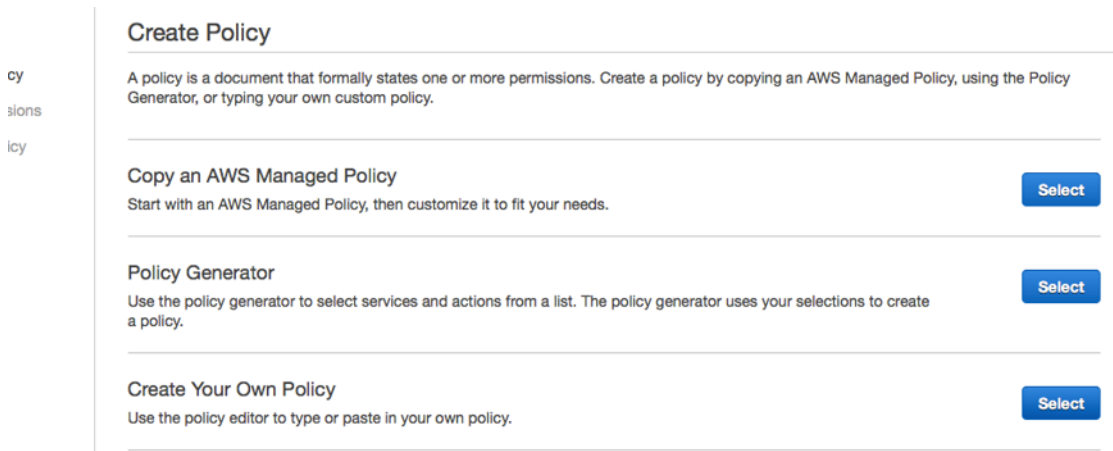 Create Policy
cy
A policy is a document that formally states one or more permissions. Create a policy by copying an AWS Managed Policy, using the Policy
Generator, or typing your own custom policy.
sions
icy
Copy an AWS Managed Policy
Start with an AWS Managed Policy, then customize it to fit your needs.
Select
Policy Generator
Use the policy generator to select services and actions from a list. The policy generator uses your selections to create
a policy.
Select
Create Your Own Policy
Use the policy editor to type or paste in your own policy.
Select